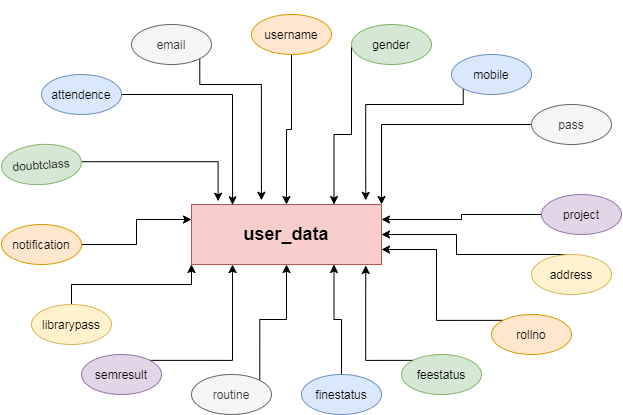 username
email
gender
mobile
attendence
pass
doubtclass
project
user_data
notification
address
librarypass
rollno
semresult
feestatus
routine
finestatus